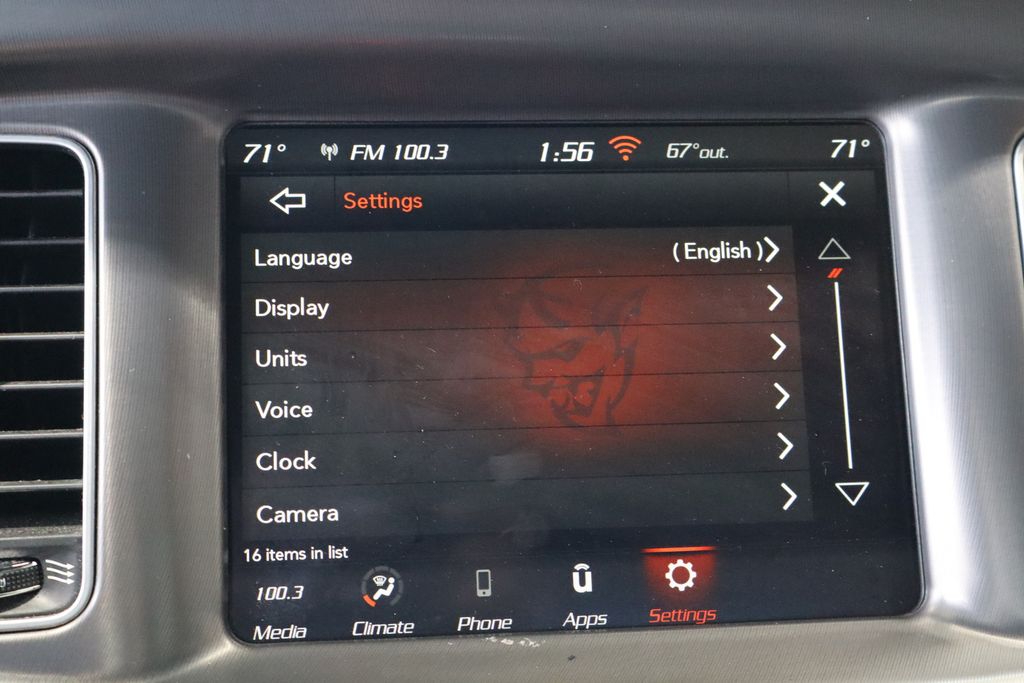 71° FM 100.3 1:56 67° out. 71°
Settings
Language (English)
Display
Units
Voice
Clock
Camera
16 items in list
100.3 u
Media Climate Phone Apps Settings